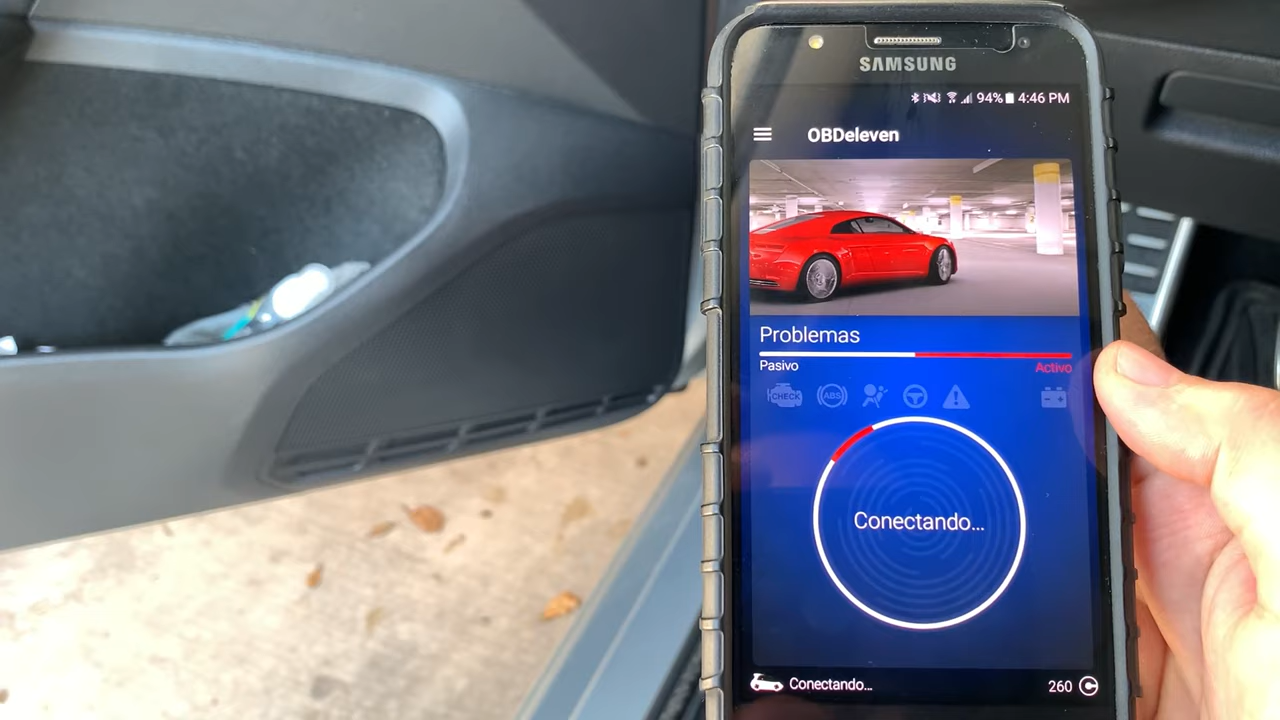 SAMSUNG
94% 4:46 PM
OBDeleven
Problemas
Pasivo Activo
CHECK ABS
Conectando...
Conectando... 260